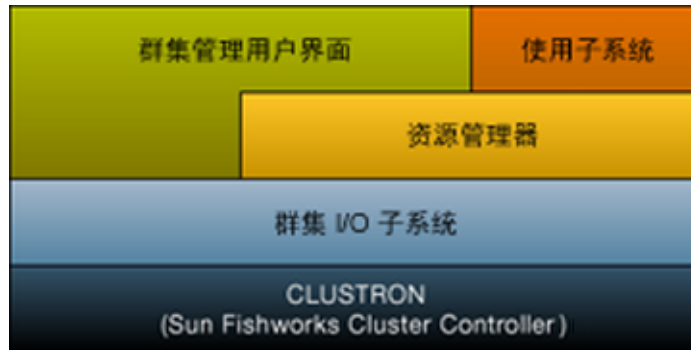 群集管理用户界面
使用子系统
资源管理器
群集 I/O 子系统
CLUSTRON
(Sun Fishworks Cluster Controller)